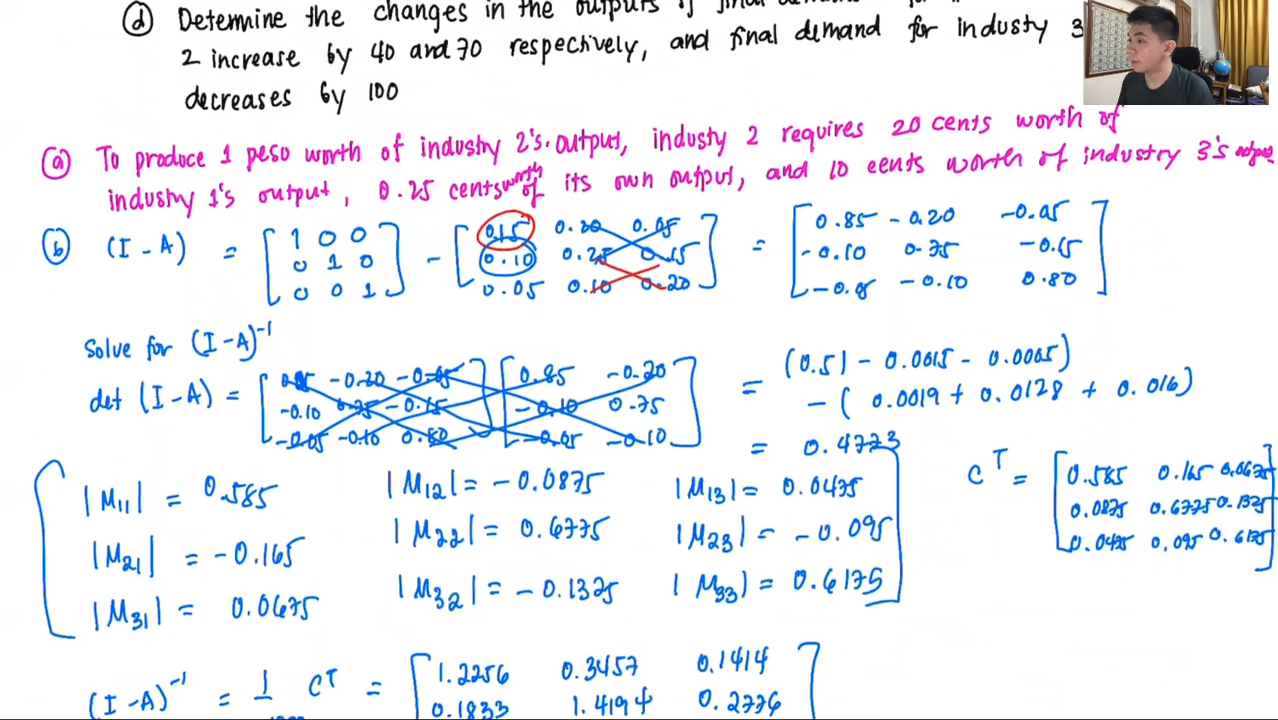 (d) Determine the changes in the outputs if final demand
2 increase by 40 and 70 respectively, and final demand for industy 3
decreases by 100
(a) To produce 1 peso worth of industry 2's output, industy 2 requires 20 cents worth of
industry 1's output, 0.25 cents worth of its own output, and 10 cents worth of industry 3's output
(b) (I - A) = [1 0 0 - [0.15 0.20 0.05 = [0.85 -0.20 -0.05
0 1 0] 0.10 0.25 0.15] -0.10 0.75 -0.15
0 0 1] 0.05 0.10 0.20] -0.05 -0.10 0.80]
Solve for (I - A)⁻¹
det (I - A) = [0.85 -0.20 -0.05] [0.85 -0.20] = (0.51 - 0.0015 - 0.0005)
-0.10 0.75 -0.15 -0.10 0.75 - (0.0019 + 0.0128 + 0.016)
-0.05 -0.10 0.80 -0.05 -0.10
= 0.4773
|M11| = 0.585 |M12| = -0.0875 |M13| = 0.0475
|M21| = -0.165 |M22| = 0.6775 |M23| = -0.095
|M31| = 0.0675 |M32| = -0.1325 |M33| = 0.6175
Cᵀ = [0.585 0.165 0.0675
0.0875 0.6775 0.1325
0.0475 0.095 0.6175]
(I - A)⁻¹ = 1 Cᵀ = [1.2256 0.3457 0.1414
0.1833 1.4194 0.2776